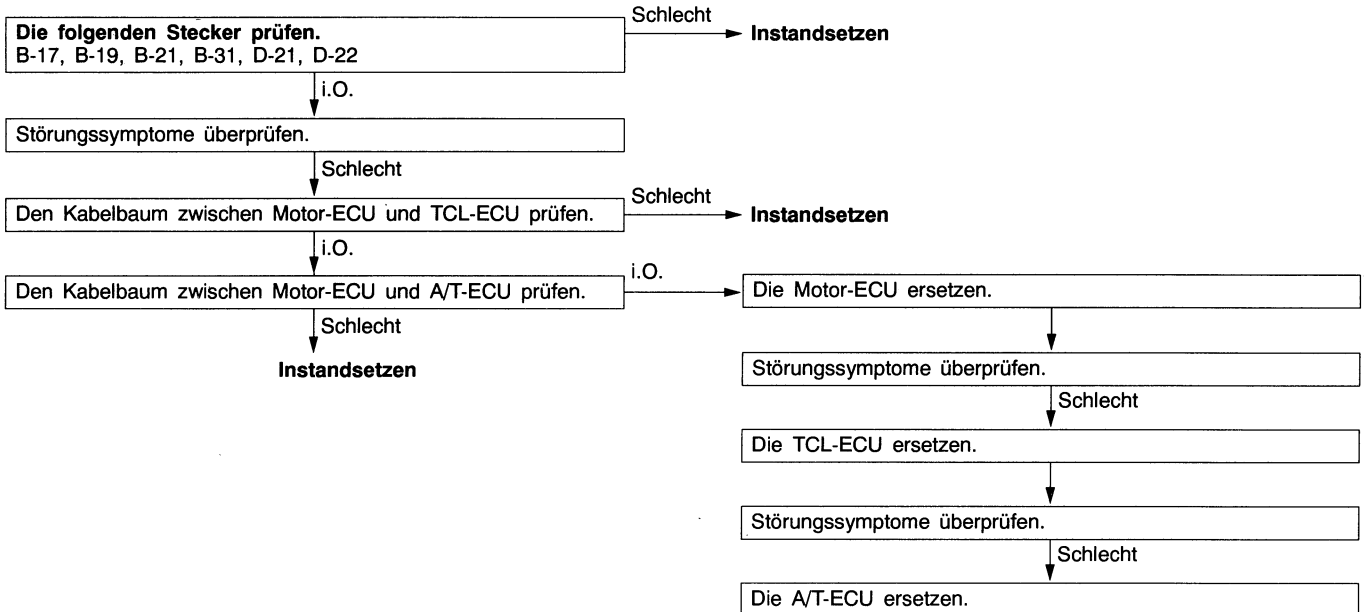 Die folgenden Stecker prüfen.
B-17, B-19, B-21, B-31, D-21, D-22
Schlecht
Instandsetzen
i.O.
Störungssymptome überprüfen.
Schlecht
Den Kabelbaum zwischen Motor-ECU und TCL-ECU prüfen.
Schlecht
Instandsetzen
i.O.
Den Kabelbaum zwischen Motor-ECU und A/T-ECU prüfen.
i.O.
Schlecht
Instandsetzen
Die Motor-ECU ersetzen.
Störungssymptome überprüfen.
Schlecht
Die TCL-ECU ersetzen.
Störungssymptome überprüfen.
Schlecht
Die A/T-ECU ersetzen.